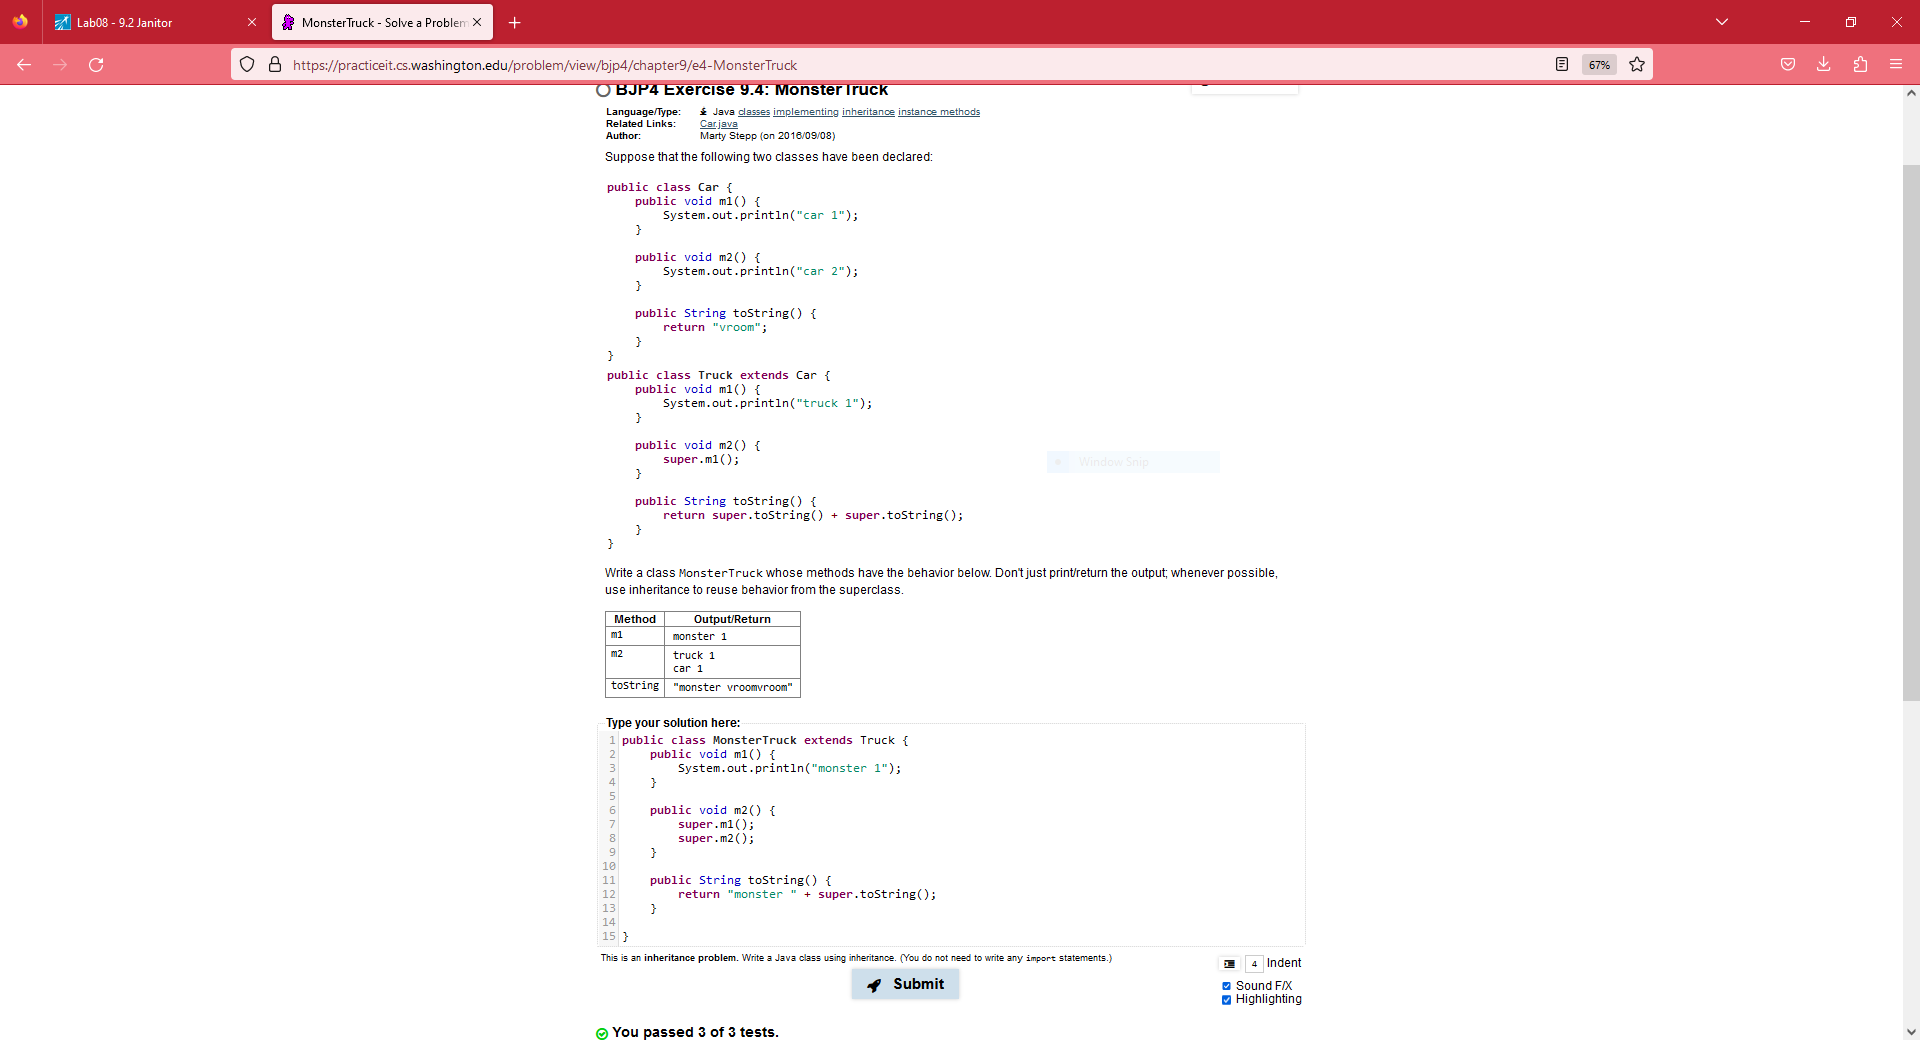 Lab08 - 9.2 Janitor
MonsterTruck - Solve a Problem
https://practiceit.cs.washington.edu/problem/view/bjp4/chapter9/e4-MonsterTruck
67%
BJP4 Exercise 9.4: MonsterTruck
Language/Type: Java classes implementing inheritance instance methods
Related Links: Car.java
Author: Marty Stepp (on 2016/09/08)
Suppose that the following two classes have been declared:
public class Car {
    public void m1() {
        System.out.println("car 1");
    }

    public void m2() {
        System.out.println("car 2");
    }

    public String toString() {
        return "vroom";
    }
}
public class Truck extends Car {
    public void m1() {
        System.out.println("truck 1");
    }

    public void m2() {
        super.m1();
    }

    public String toString() {
        return super.toString() + super.toString();
    }
}
Window Snip
Write a class MonsterTruck whose methods have the behavior below. Don't just print/return the output; whenever possible,
use inheritance to reuse behavior from the superclass.
Method Output/Return
m1 monster 1
m2 truck 1
car 1
toString "monster vroomvroom"
Type your solution here:
1 public class MonsterTruck extends Truck {
2     public void m1() {
3         System.out.println("monster 1");
4     }
5
6     public void m2() {
7         super.m1();
8         super.m2();
9     }
10
11     public String toString() {
12         return "monster " + super.toString();
13     }
14
15 }
This is an inheritance problem. Write a Java class using inheritance. (You do not need to write any import statements.)
4 Indent
Submit
Sound F/X
Highlighting
You passed 3 of 3 tests.